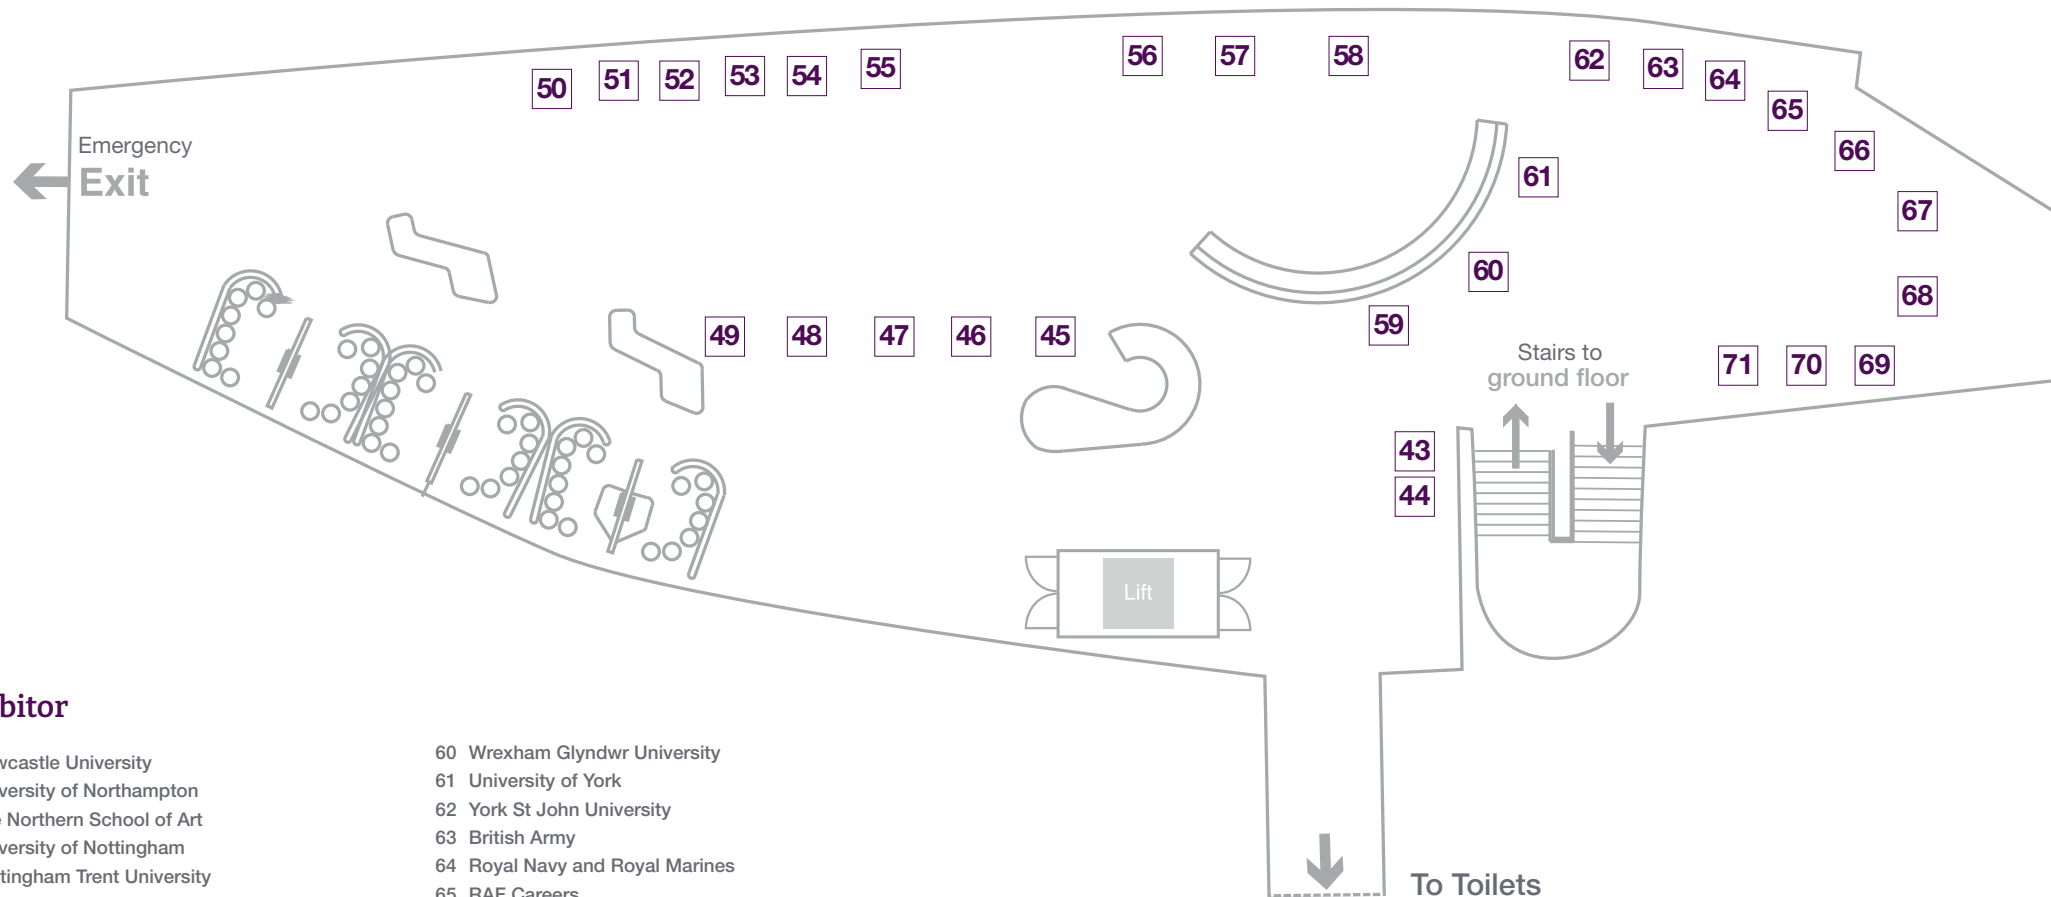 50 51 52 53 54 55 56 57 58 62 63 64 65
66
Emergency
Exit
61
67
60
68
49 48 47 46 45 59
Stairs to
ground floor
71 70 69
43
44
Lift
bitor
wcastle University
versity of Northampton
Northern School of Art
versity of Nottingham
tingham Trent University
60 Wrexham Glyndwr University
61 University of York
62 York St John University
63 British Army
64 Royal Navy and Royal Marines
65 RAF Careers
To Toilets